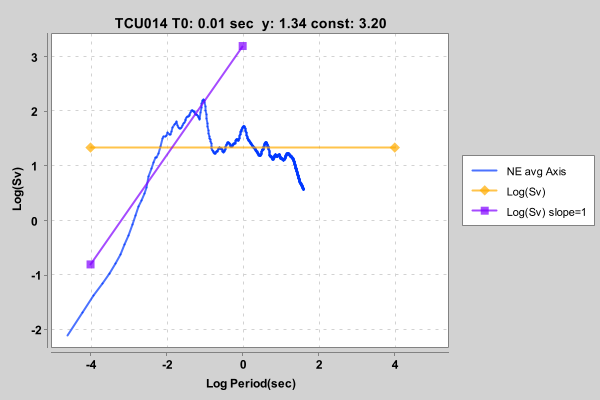 TCU014 T0: 0.01 sec  y: 1.34 const: 3.20
Log(Sv)
3
2
1
0
-1
-2
-4
-2
0
2
4
Log Period(sec)
NE avg Axis
Log(Sv)
Log(Sv) slope=1